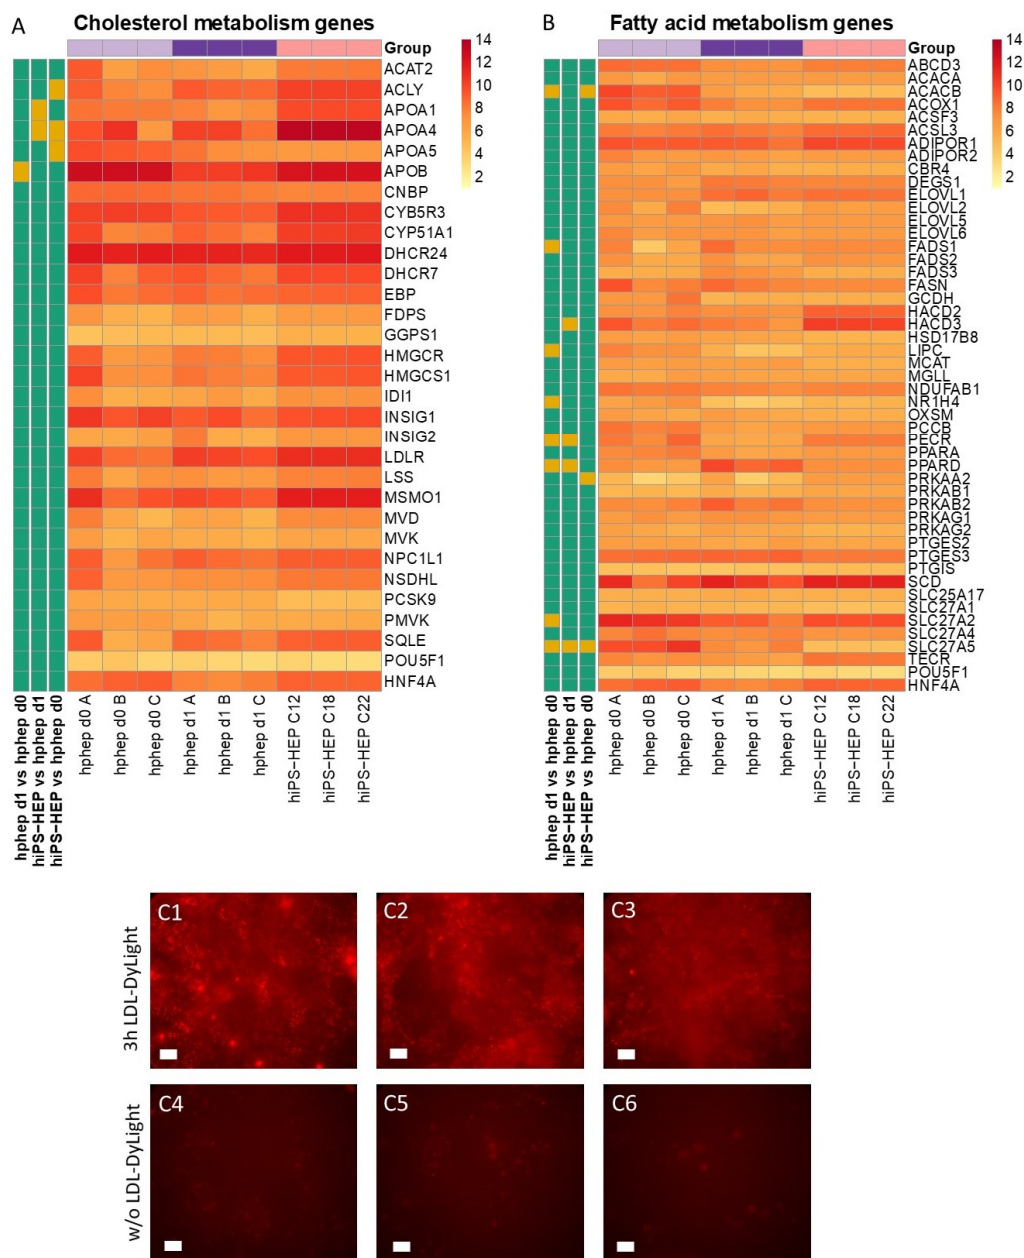 A
Cholesterol metabolism genes
Group
14
12
10
8
6
4
2
ACAT2
ACLY
APOA1
APOA4
APOA5
APOB
CNBP
CYB5R3
CYP51A1
DHCR24
DHCR7
EBP
FDPS
GGPS1
HMGCR
HMGCS1
IDI1
INSIG1
INSIG2
LDLR
LSS
MSMO1
MVD
MVK
NPC1L1
NSDHL
PCSK9
PMVK
SQLE
POU5F1
HNF4A
hphep d1 vs hphep d0
hiPS-HEP vs hphep d1
hiPS-HEP vs hphep d0
hphep d0 A
hphep d0 B
hphep d0 C
hphep d1 A
hphep d1 B
hphep d1 C
hiPS-HEP C12
hiPS-HEP C18
hiPS-HEP C22
B
Fatty acid metabolism genes
Group
14
12
10
8
6
4
2
ABCD3
ACACA
ACACB
ACOX1
ACSF3
ACSL3
ADIPOR1
ADIPOR2
CBR4
DEGS1
ELOVL1
ELOVL2
ELOVL5
ELOVL6
FADS1
FADS2
FADS3
FASN
GCDH
HACD2
HACD3
HSD17B8
LIPC
MCAT
MGLL
NDUFAB1
NR1H4
OXSM
PCCB
PECR
PPARA
PPARD
PRKAA2
PRKAB1
PRKAB2
PRKAG1
PRKAG2
PTGES2
PTGES3
PTGIS
SCD
SLC25A17
SLC27A1
SLC27A2
SLC27A4
SLC27A5
TECR
POU5F1
HNF4A
hphep d1 vs hphep d0
hiPS-HEP vs hphep d1
hiPS-HEP vs hphep d0
hphep d0 A
hphep d0 B
hphep d0 C
hphep d1 A
hphep d1 B
hphep d1 C
hiPS-HEP C12
hiPS-HEP C18
hiPS-HEP C22
3h LDL-DyLight
C1
C2
C3
w/o LDL-DyLight
C4
C5
C6